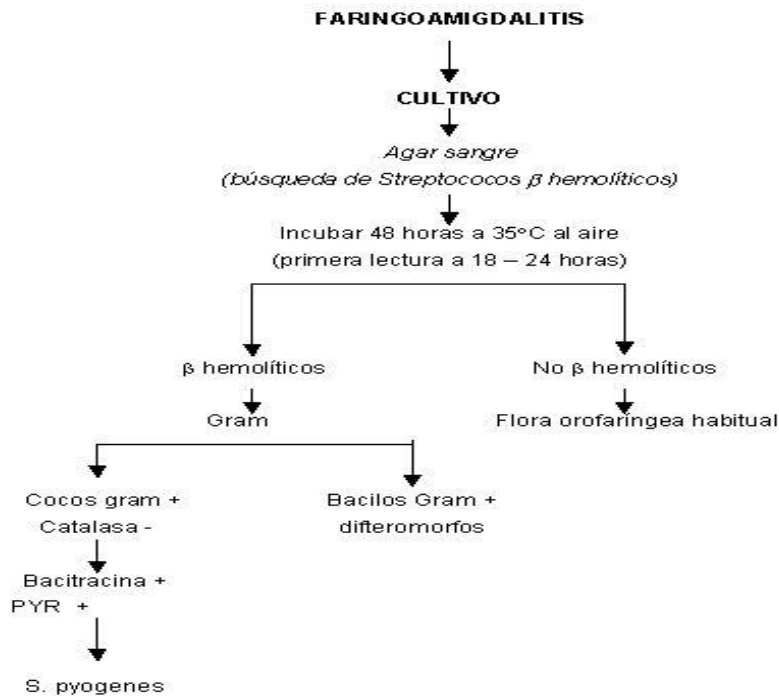 FARINGOAMIGDALITIS
CULTIVO
Agar sangre
(búsqueda de Streptococos β hemolíticos)
Incubar 48 horas a 35°C al aire
(primera lectura a 18 – 24 horas)
β hemolíticos
No β hemolíticos
Gram
Flora orofaríngea habitual
Cocos gram +
Catalasa -
Bacilos Gram +
difteromorfos
Bacitracina +
PYR +
S. pyogenes